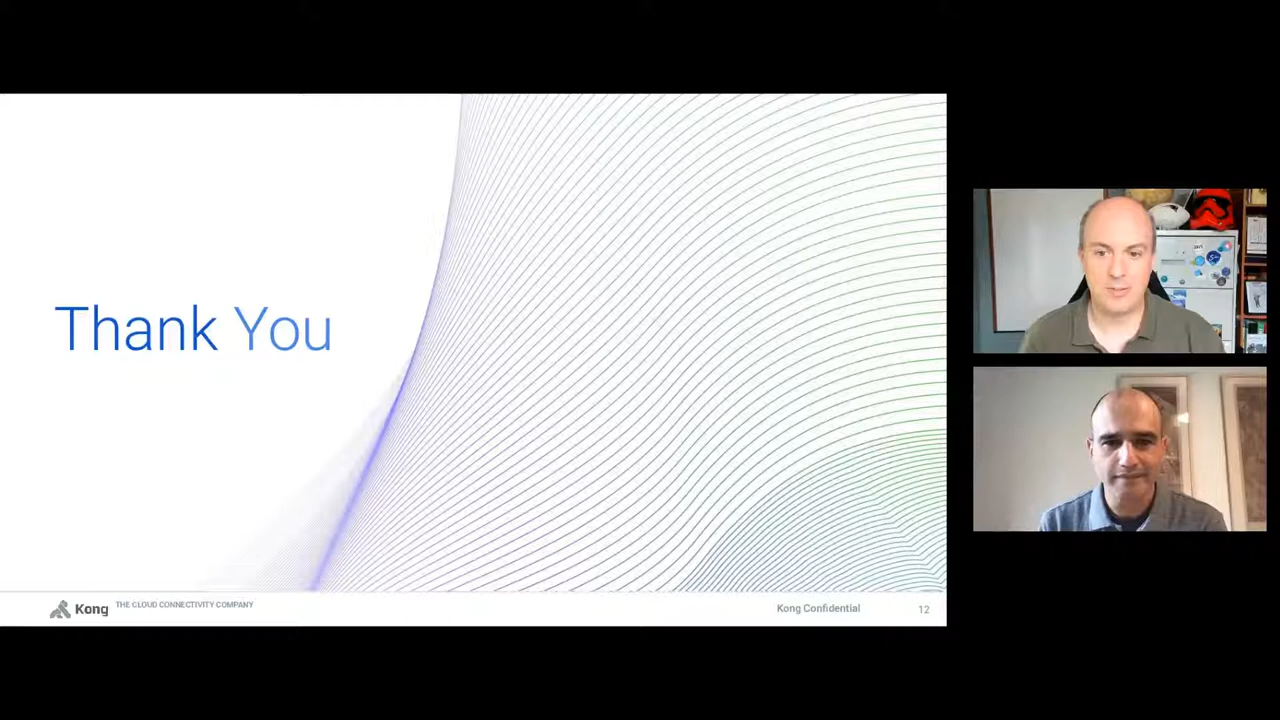 Thank You
Kong THE CLOUD CONNECTIVITY COMPANY
Kong Confidential
12